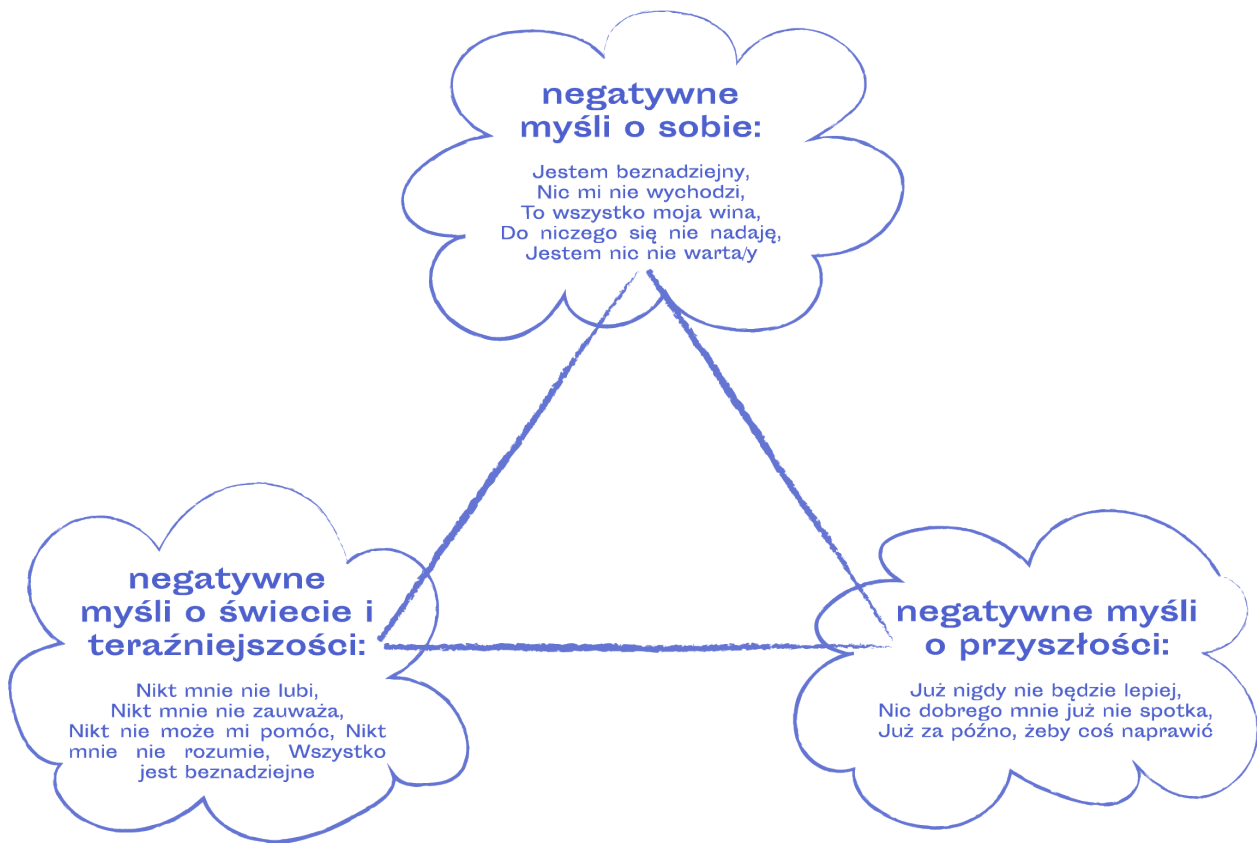 negatywne
myśli o sobie:
Jestem beznadziejny,
Nic mi nie wychodzi,
To wszystko moja wina,
Do niczego się nie nadaję,
Jestem nic nie warta/y
negatywne
myśli o świecie i
teraźniejszości:
Nikt mnie nie lubi,
Nikt mnie nie zauważa,
Nikt nie może mi pomóc, Nikt
mnie nie rozumie, Wszystko
jest beznadziejne
negatywne myśli
o przyszłości:
Już nigdy nie będzie lepiej,
Nic dobrego mnie już nie spotka,
Już za późno, żeby coś naprawić